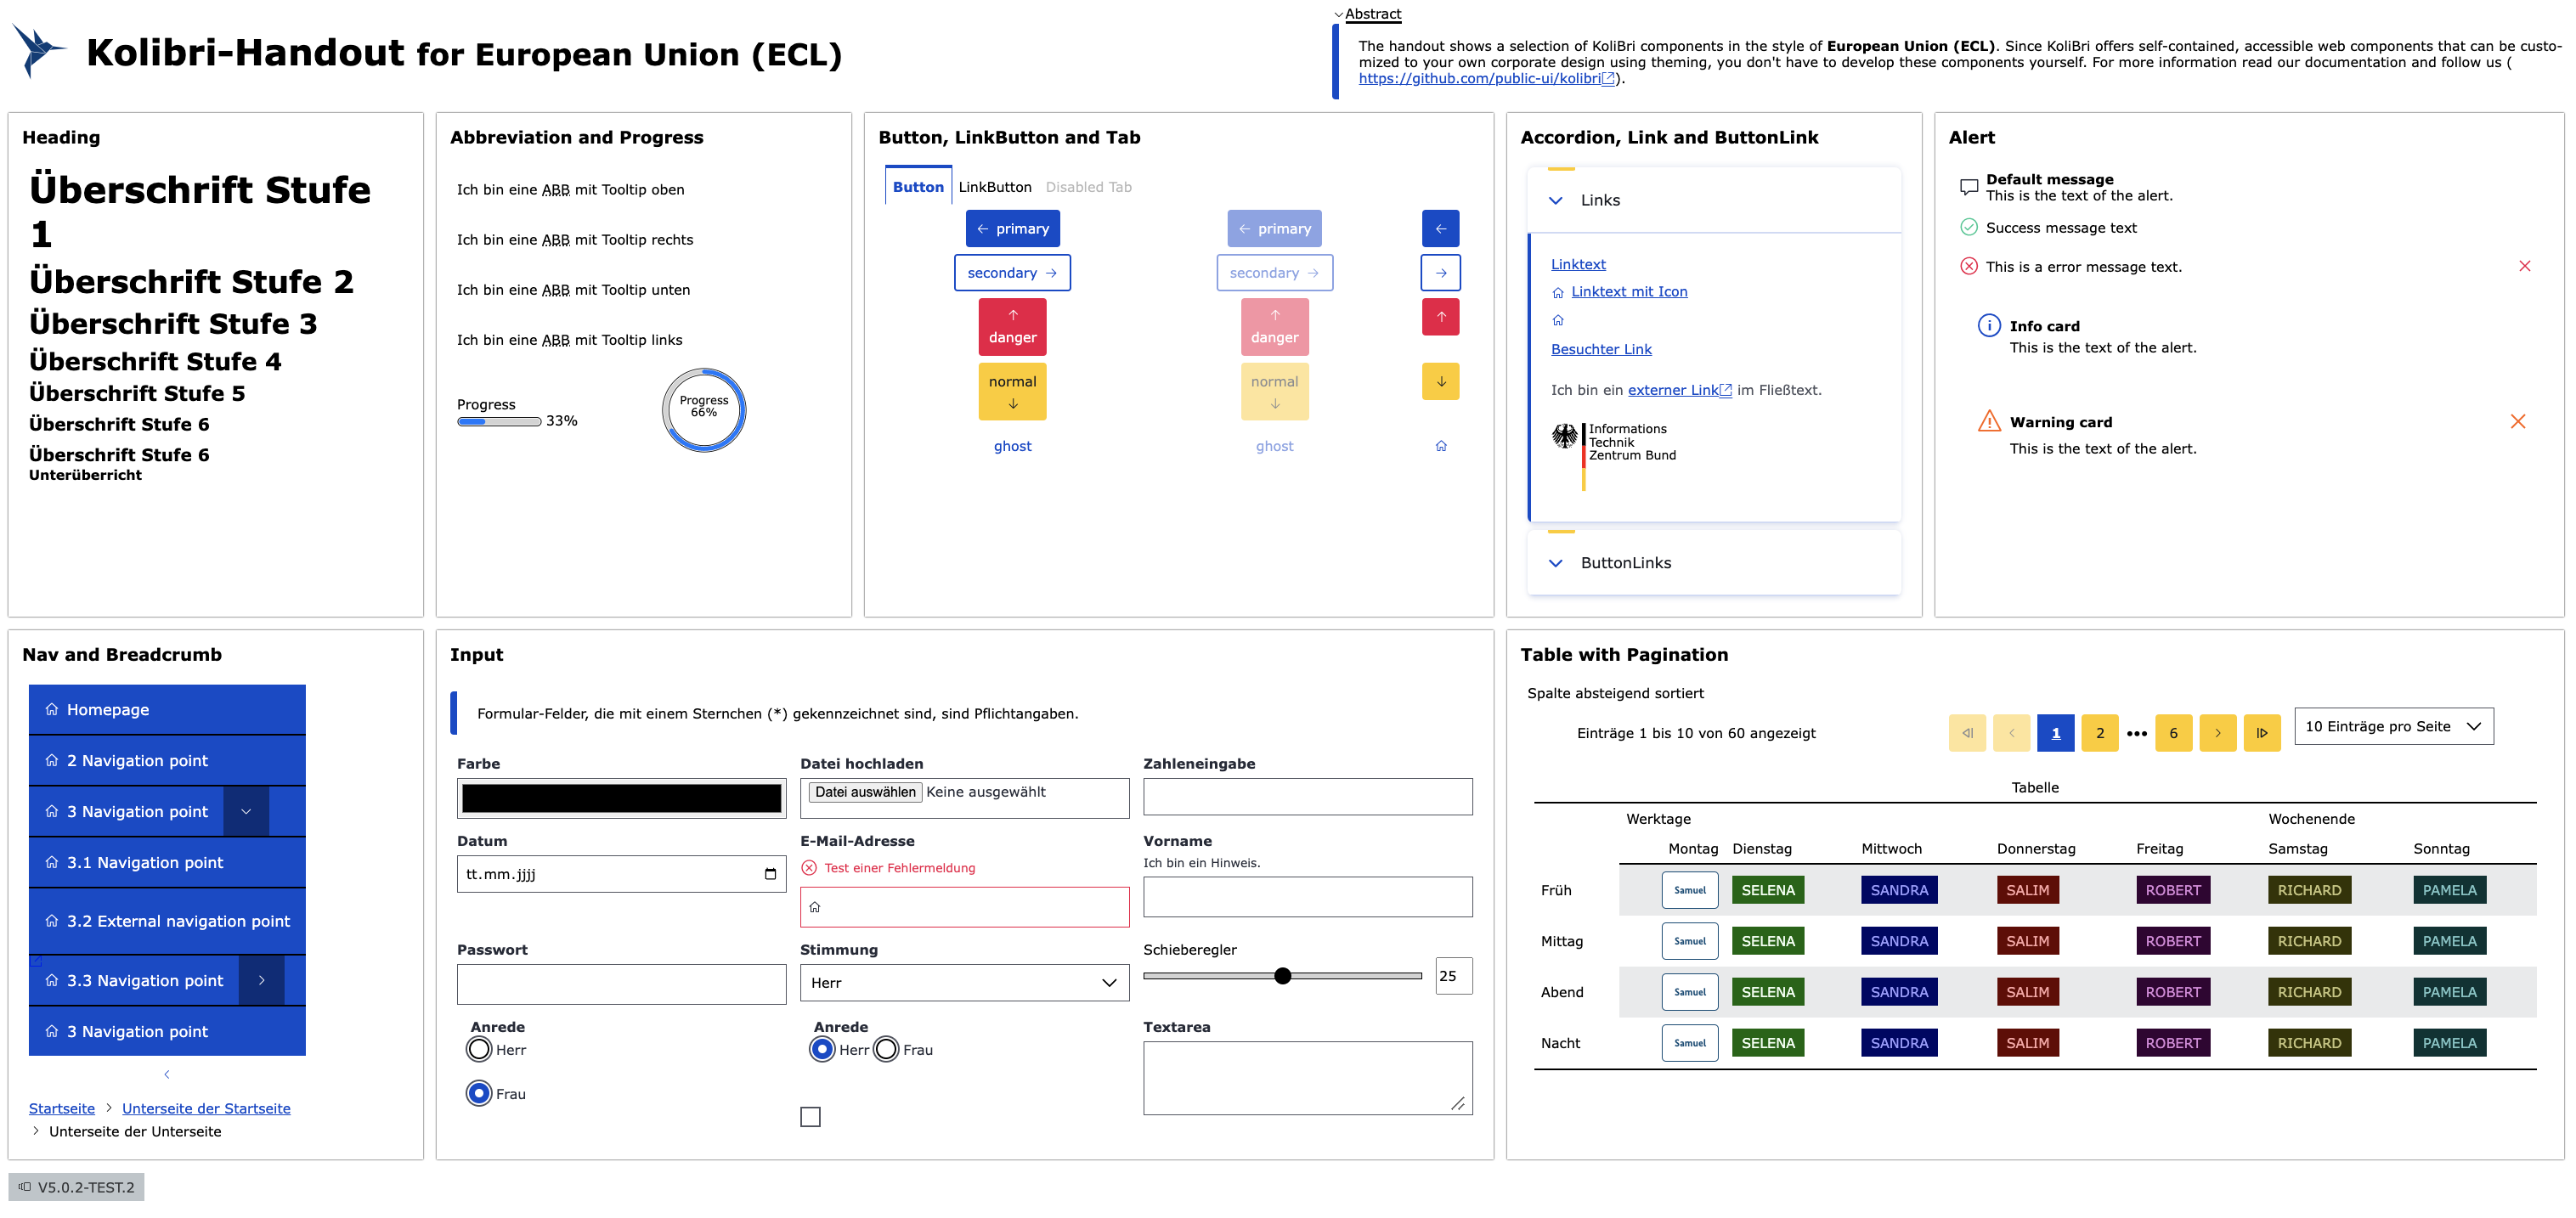 Kolibri-Handout for European Union (ECL)
Abstract
The handout shows a selection of KoliBri components in the style of European Union (ECL). Since KoliBri offers self-contained, accessible web components that can be custo-
mized to your own corporate design using theming, you don't have to develop these components yourself. For more information read our documentation and follow us (
https://github.com/public-ui/kolibri).
Heading
Überschrift Stufe
1
Überschrift Stufe 2
Überschrift Stufe 3
Überschrift Stufe 4
Überschrift Stufe 5
Überschrift Stufe 6
Überschrift Stufe 6
Unterüberricht
Abbreviation and Progress
Ich bin eine ABB mit Tooltip oben
Ich bin eine ABB mit Tooltip rechts
Ich bin eine ABB mit Tooltip unten
Ich bin eine ABB mit Tooltip links
Progress
33%
Progress
66%
Button, LinkButton and Tab
Button LinkButton Disabled Tab
primary primary
secondary secondary
danger danger
normal normal
ghost ghost
Accordion, Link and ButtonLink
Links
Linktext
Linktext mit Icon
Besuchter Link
Ich bin ein externer Link im Fließtext.
Informations
Technik
Zentrum Bund
ButtonLinks
Alert
Default message
This is the text of the alert.
Success message text
This is a error message text.
Info card
This is the text of the alert.
Warning card
This is the text of the alert.
Nav and Breadcrumb
Homepage
2 Navigation point
3 Navigation point
3.1 Navigation point
3.2 External navigation point
3.3 Navigation point
3 Navigation point
Startseite Unterseite der Startseite
Unterseite der Unterseite
Input
Formular-Felder, die mit einem Sternchen (*) gekennzeichnet sind, sind Pflichtangaben.
Farbe
Datei hochladen
Datei auswählen Keine ausgewählt
Zahleneingabe
Datum
tt.mm.jjjj
E-Mail-Adresse
Test einer Fehlermeldung
Vorname
Ich bin ein Hinweis.
Passwort
Stimmung
Herr
Schieberegler
25
Anrede
Herr
Frau
Anrede
Herr Frau
Textarea
Table with Pagination
Spalte absteigend sortiert
Einträge 1 bis 10 von 60 angezeigt
1 2 ••• 6
10 Einträge pro Seite
Tabelle
Werktage Wochenende
Montag Dienstag Mittwoch Donnerstag Freitag Samstag Sonntag
Früh Samuel SELENA SANDRA SALIM ROBERT RICHARD PAMELA
Mittag Samuel SELENA SANDRA SALIM ROBERT RICHARD PAMELA
Abend Samuel SELENA SANDRA SALIM ROBERT RICHARD PAMELA
Nacht Samuel SELENA SANDRA SALIM ROBERT RICHARD PAMELA
V5.0.2-TEST.2